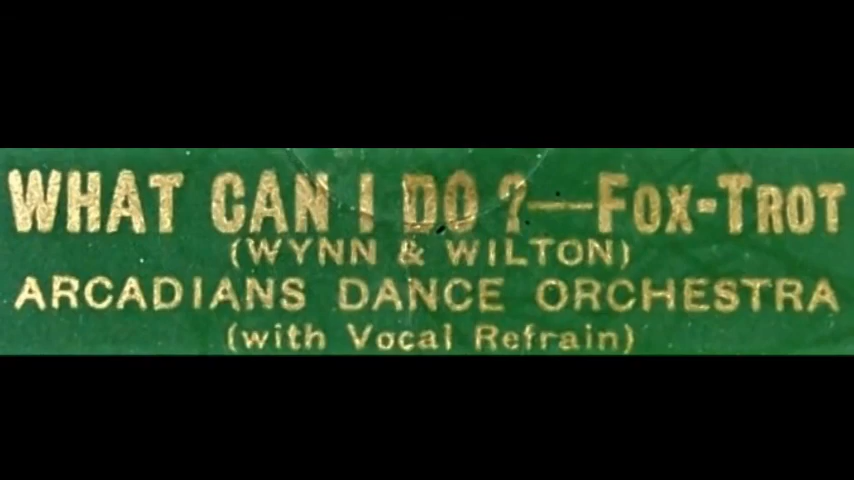 WHAT CAN I DO ?—FOX-TROT
(WYNN & WILTON)
ARCADIANS DANCE ORCHESTRA
(with Vocal Refrain)